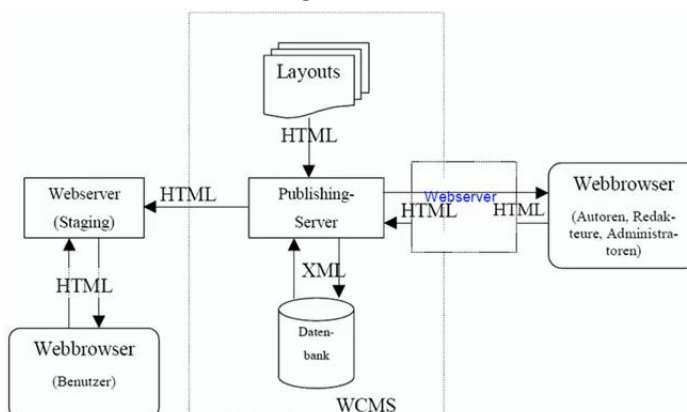 Layouts
HTML
Webserver
(Staging)
HTML
Publishing-
Server
Webserver
HTML
HTML
Webbrowser
(Autoren, Redak-
teure, Administra-
toren)
HTML
XML
Daten-
bank
Webbrowser
(Benutzer)
WCMS